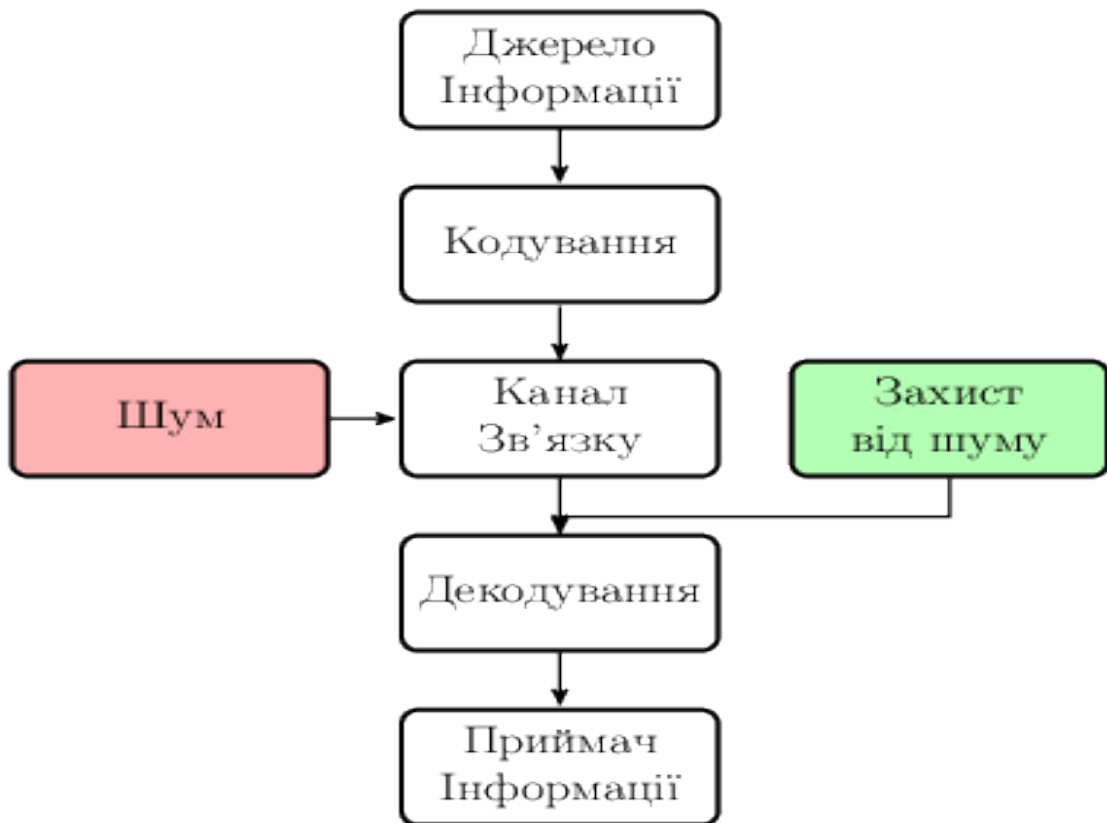 Джерело
Інформації
Кодування
Шум
Канал
Зв'язку
Захист
від шуму
Декодування
Приймач
Інформації